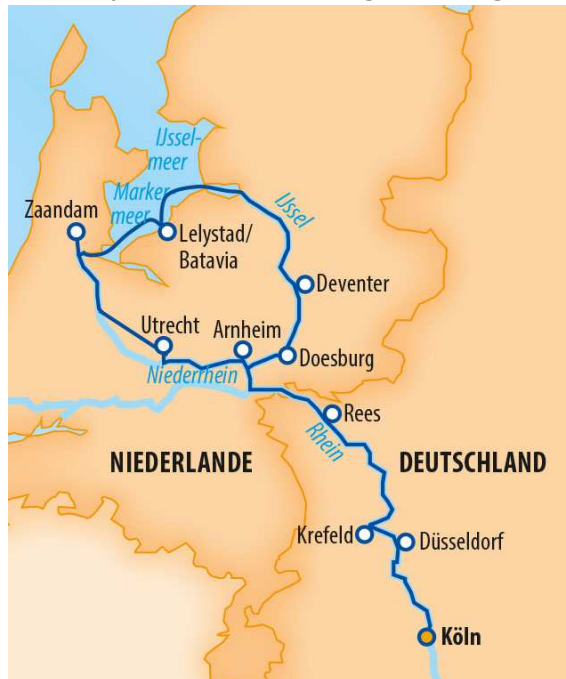 IJssel-
meer
Marker
meer
Zaandam
IJssel
Lelystad/
Batavia
Deventer
Utrecht
Arnheim
Doesburg
Niederrhein
Rees
Rhein
NIEDERLANDE
DEUTSCHLAND
Krefeld
Düsseldorf
Köln